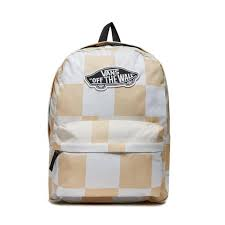 VANS
"OFF THE WALL"